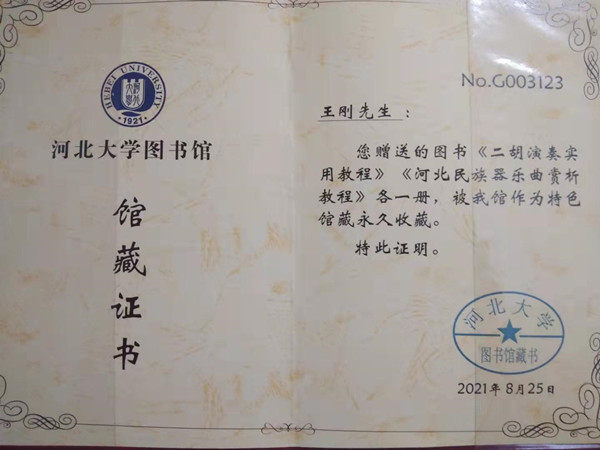 HEBEI UNIVERSITY
1921
河北大学图书馆
馆藏证书
No.G003123
王刚先生：
您赠送的图书《二胡演奏实
用教程》《河北民族器乐曲赏析
教程》各一册，被我馆作为特色
馆藏永久收藏。
特此证明。
河北大学
图书馆藏书
2021年8月25日